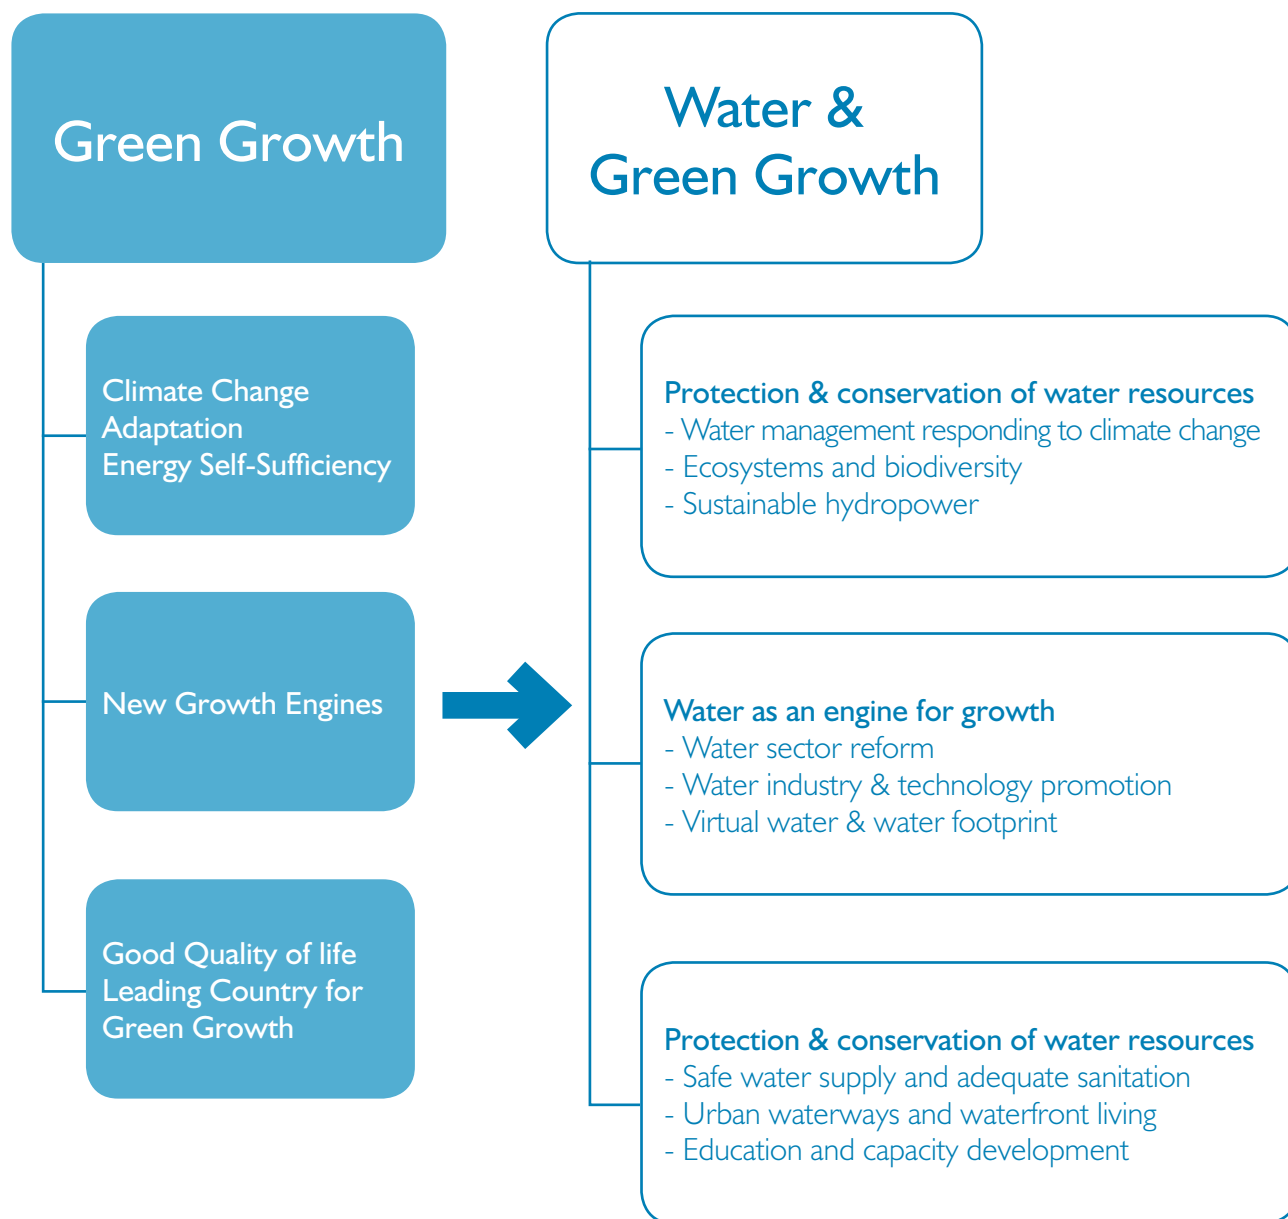 Green Growth
Climate Change
Adaptation
Energy Self-Sufficiency
New Growth Engines
Good Quality of life
Leading Country for
Green Growth
Water &
Green Growth
Protection & conservation of water resources
- Water management responding to climate change
- Ecosystems and biodiversity
- Sustainable hydropower
Water as an engine for growth
- Water sector reform
- Water industry & technology promotion
- Virtual water & water footprint
Protection & conservation of water resources
- Safe water supply and adequate sanitation
- Urban waterways and waterfront living
- Education and capacity development